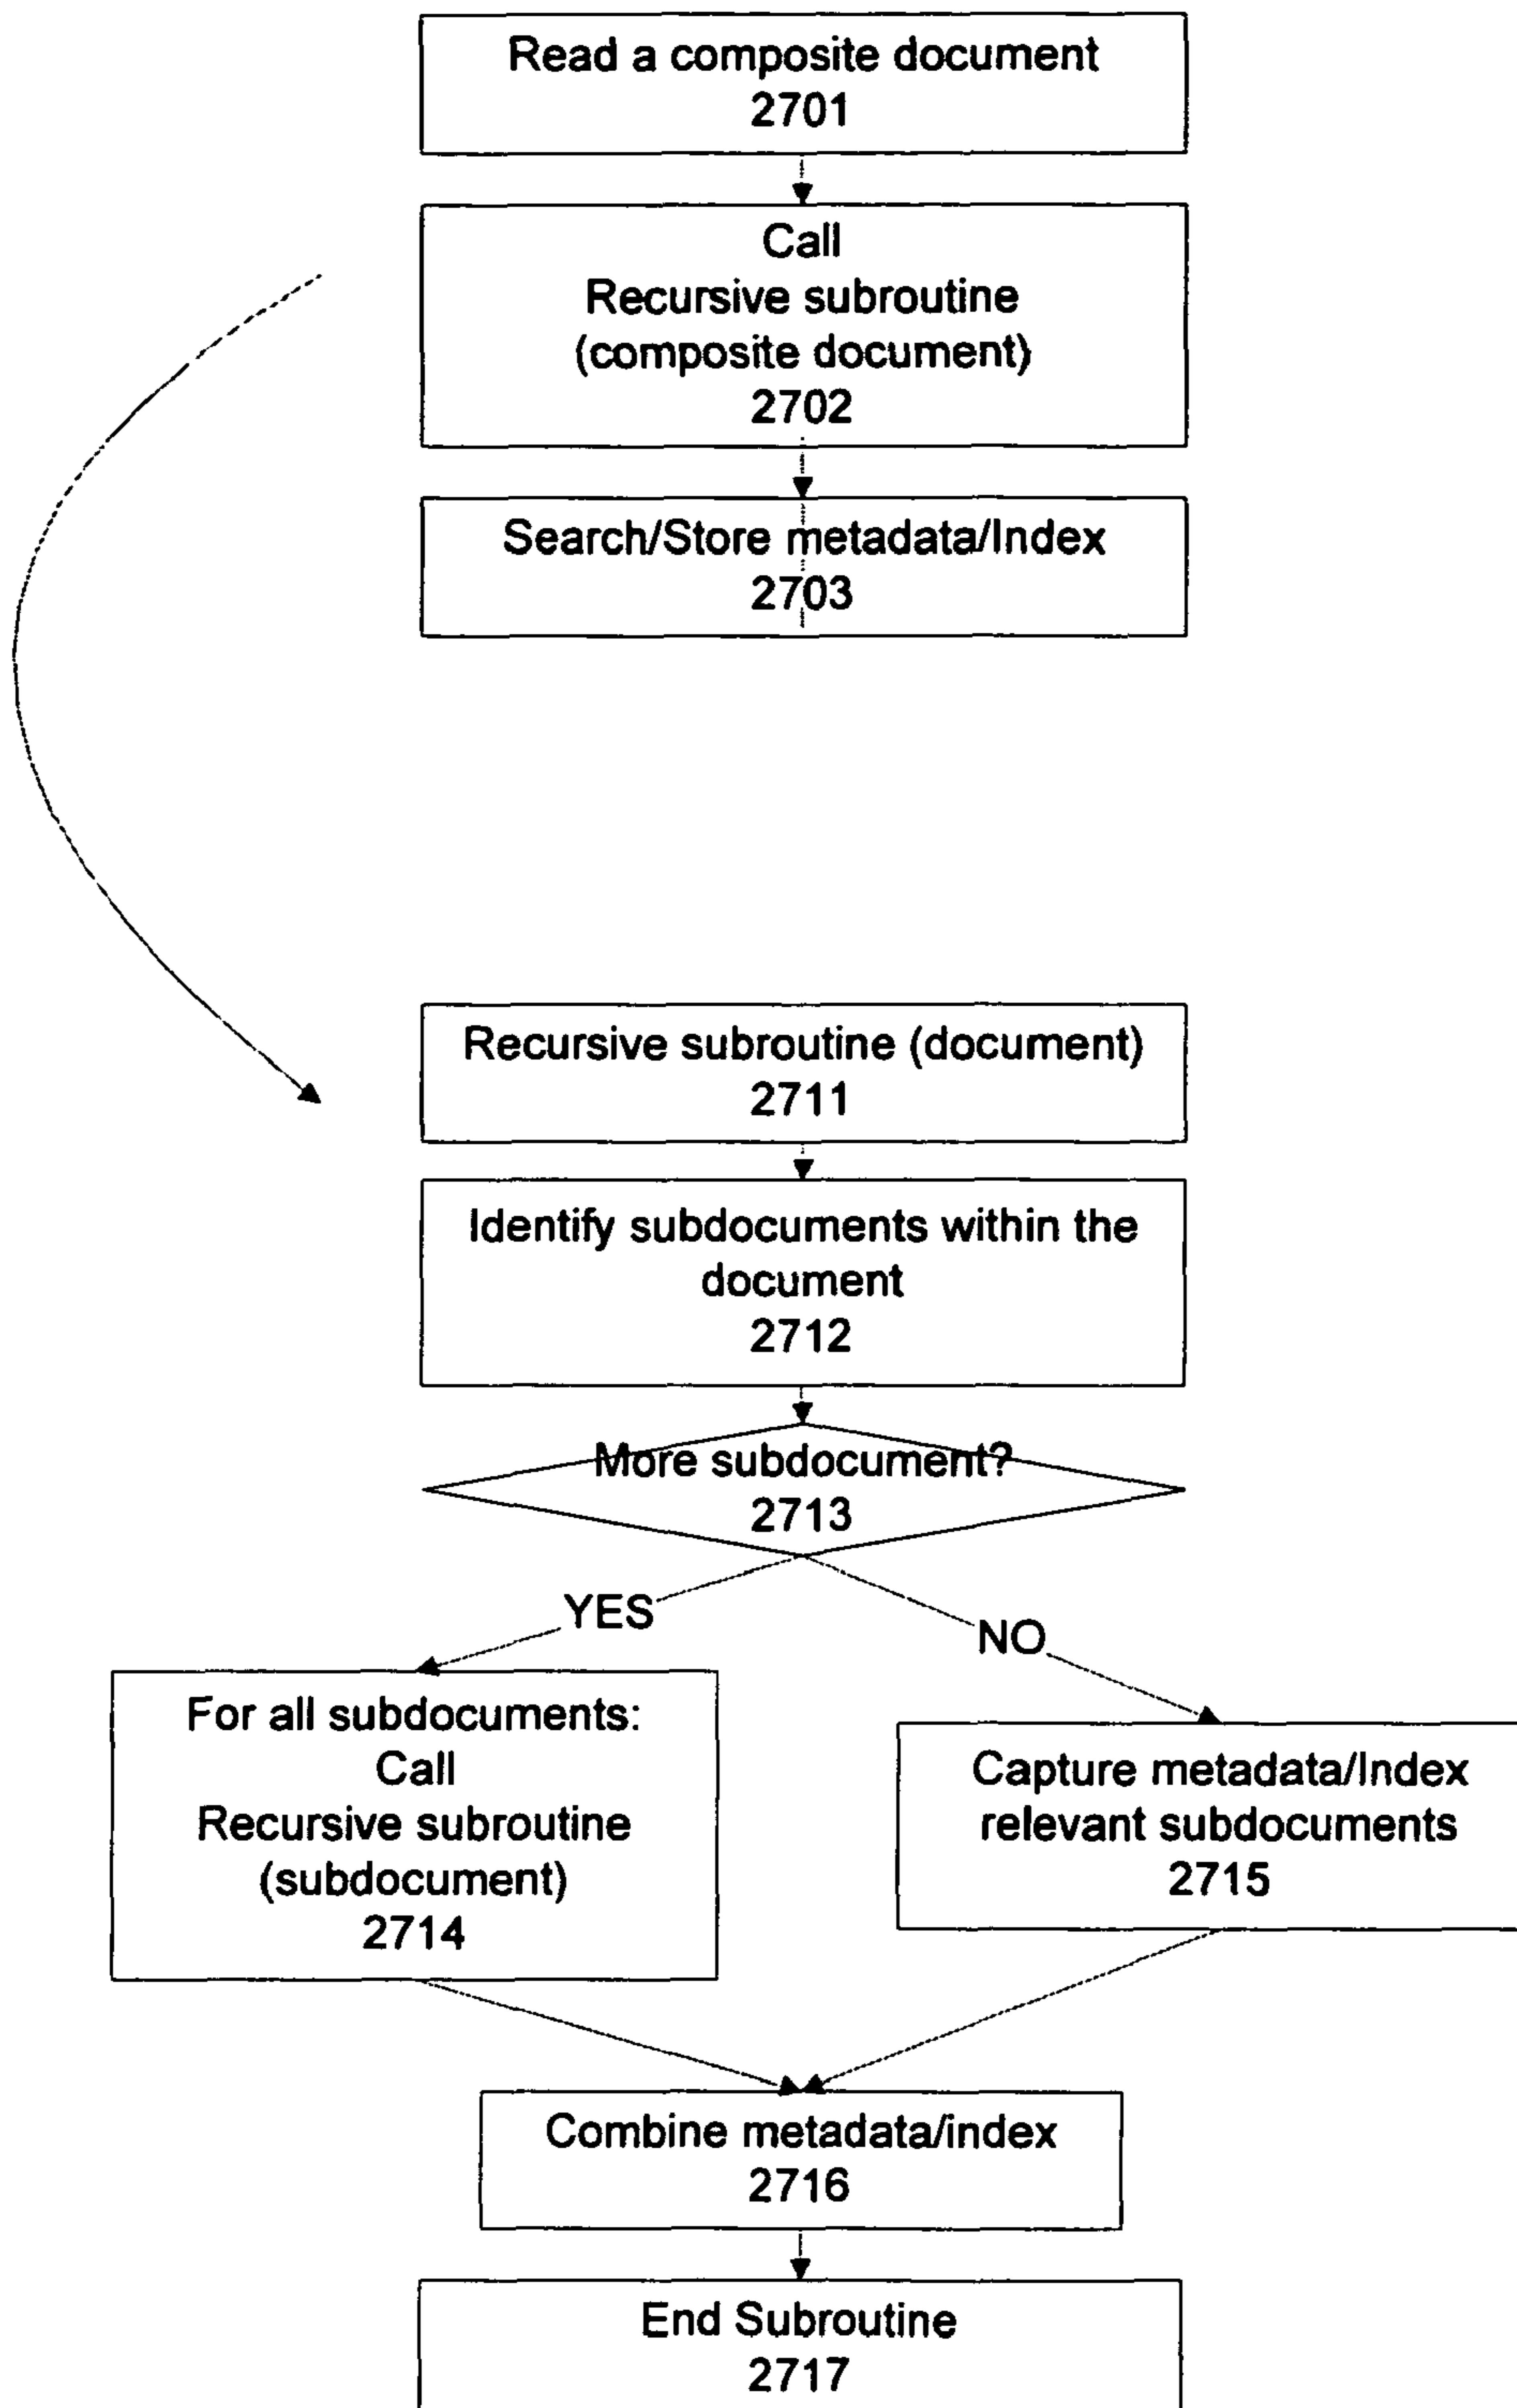 Read a composite document
2701
Call
Recursive subroutine
(composite document)
2702
Search/Store metadata/Index
2703
Recursive subroutine (document)
2711
Identify subdocuments within the
document
2712
More subdocument?
2713
YES
NO
For all subdocuments:
Call
Recursive subroutine
(subdocument)
2714
Capture metadata/Index
relevant subdocuments
2715
Combine metadata/index
2716
End Subroutine
2717